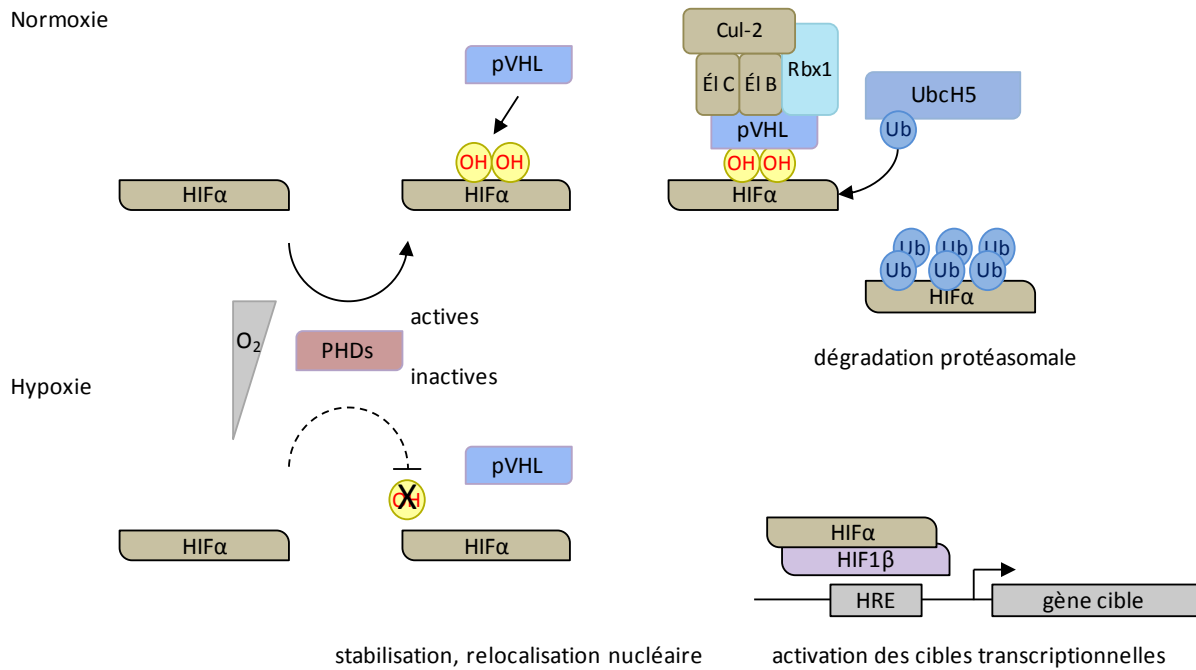 Normoxie
pVHL
OH OH
HIFα
HIFα
Cul-2
Él C
Él B
Rbx1
pVHL
OH OH
HIFα
UbcH5
Ub
Ub Ub Ub
Ub Ub Ub
HIFα
dégradation protéasomale
O₂
PHDs
actives
inactives
Hypoxie
pVHL
OH
X
HIFα
HIFα
HIFα
HIF1β
HRE
gène cible
stabilisation, relocalisation nucléaire
activation des cibles transcriptionnelles